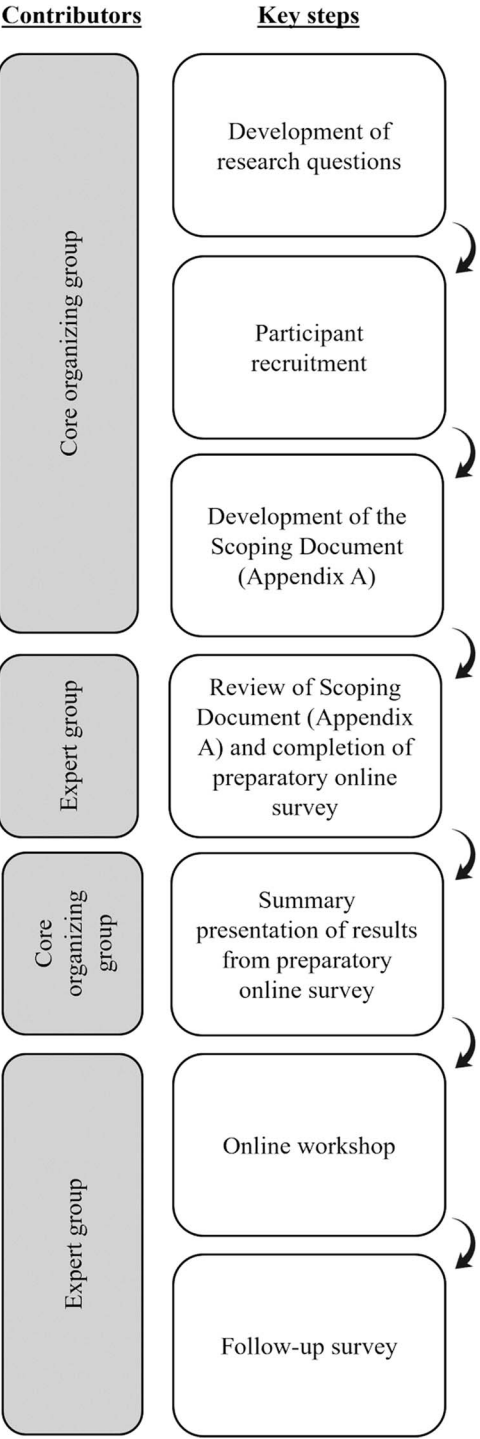 Contributors
Key steps
Core organizing group
Development of
research questions
Participant
recruitment
Development of the
Scoping Document
(Appendix A)
Expert group
Review of Scoping
Document (Appendix
A) and completion of
preparatory online
survey
Core
organizing
group
Summary
presentation of results
from preparatory
online survey
Expert group
Online workshop
Follow-up survey